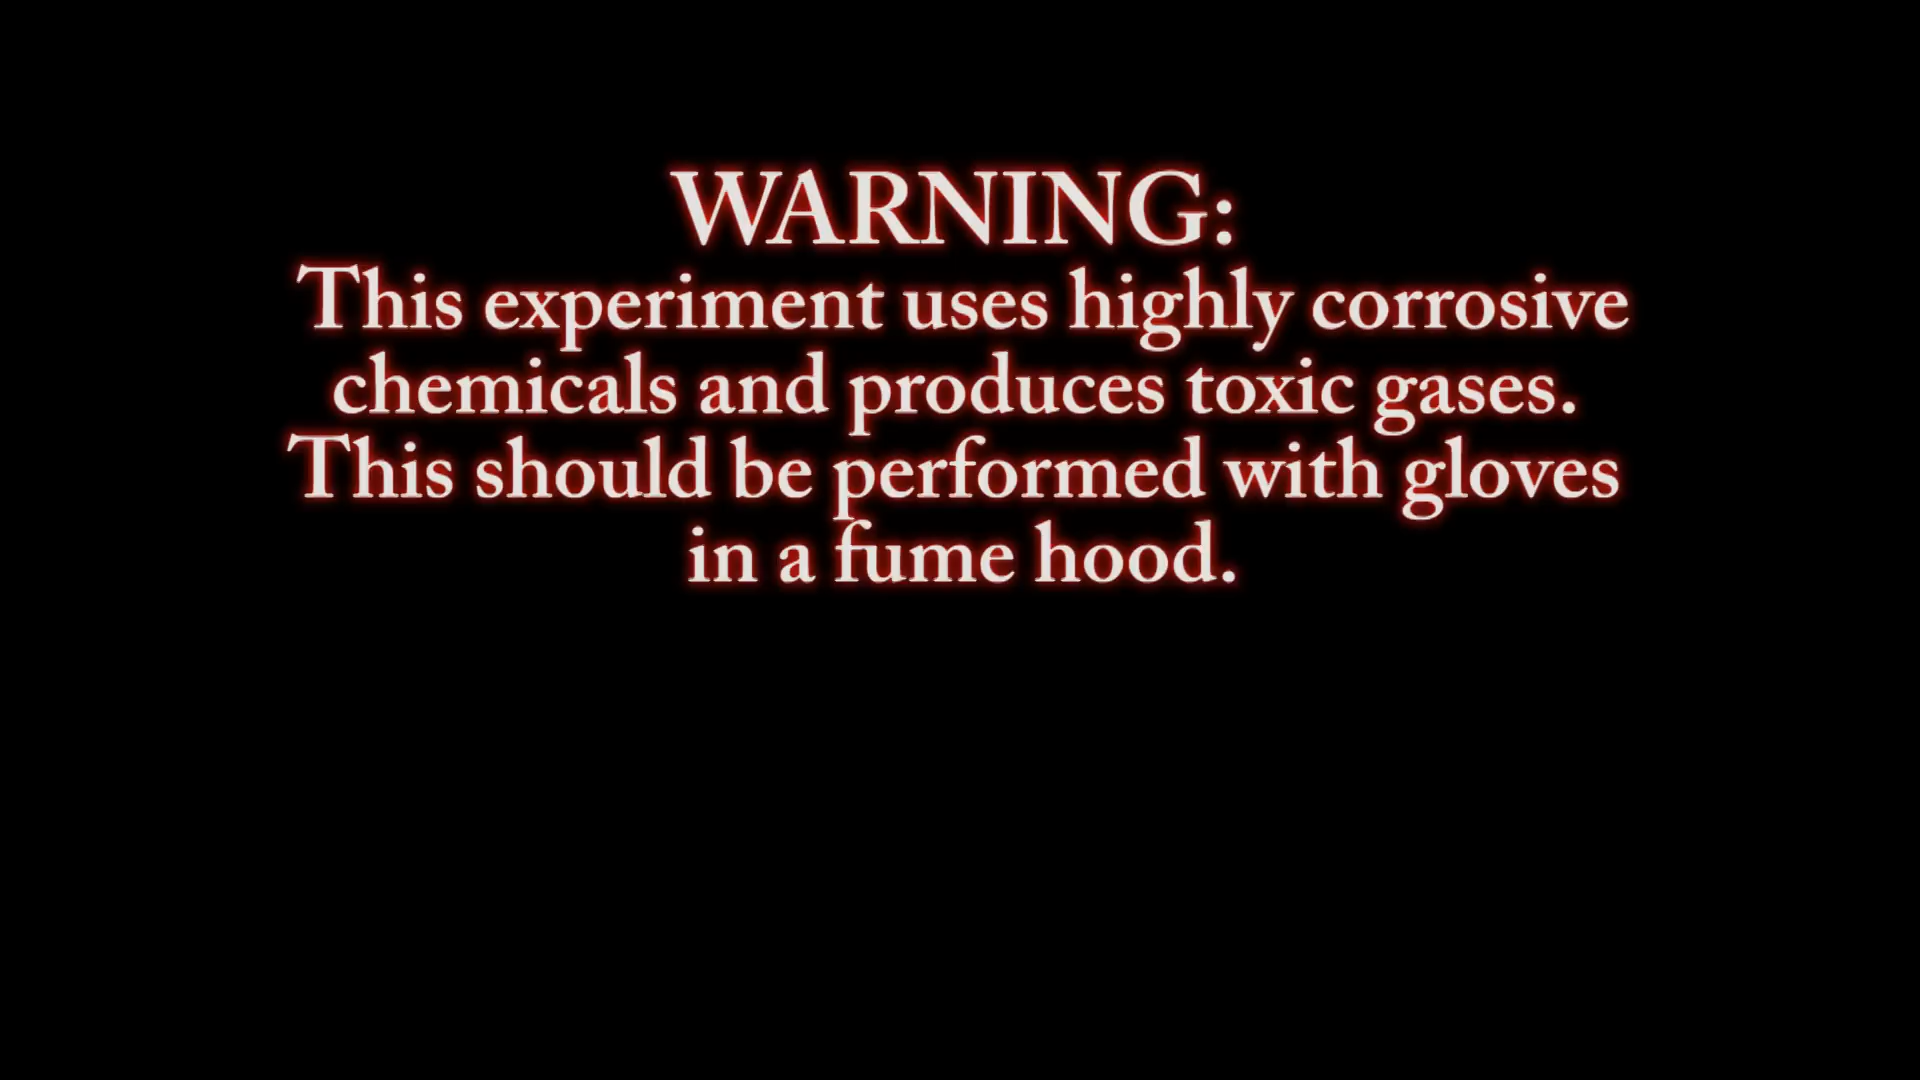 WARNING:
This experiment uses highly corrosive
chemicals and produces toxic gases.
This should be performed with gloves
in a fume hood.